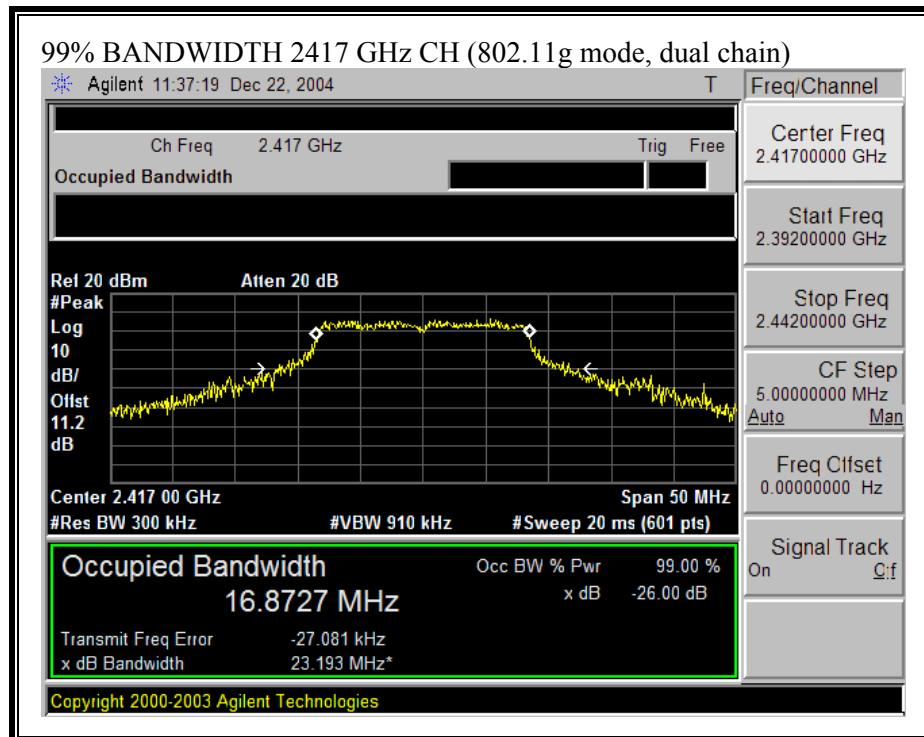 99% BANDWIDTH 2417 GHz CH (802.11g mode, dual chain)
Agilent 11:37:19 Dec 22, 2004 T Freq/Channel
Ch Freq 2.417 GHz Trig Free
Occupied Bandwidth
Center Freq
2.41700000 GHz
Start Freq
2.39200000 GHz
Stop Freq
2.44200000 GHz
CF Step
5.00000000 MHz
Auto Man
Freq Offset
0.00000000 Hz
Signal Track
On Off
Ref 20 dBm Atten 20 dB
#Peak
Log
10
dB/
Offst
11.2
dB
Center 2.417 00 GHz Span 50 MHz
#Res BW 300 kHz #VBW 910 kHz #Sweep 20 ms (601 pts)
Occupied Bandwidth Occ BW % Pwr 99.00 %
16.8727 MHz x dB -26.00 dB
Transmit Freq Error -27.081 kHz
x dB Bandwidth 23.193 MHz*
Copyright 2000-2003 Agilent Technologies